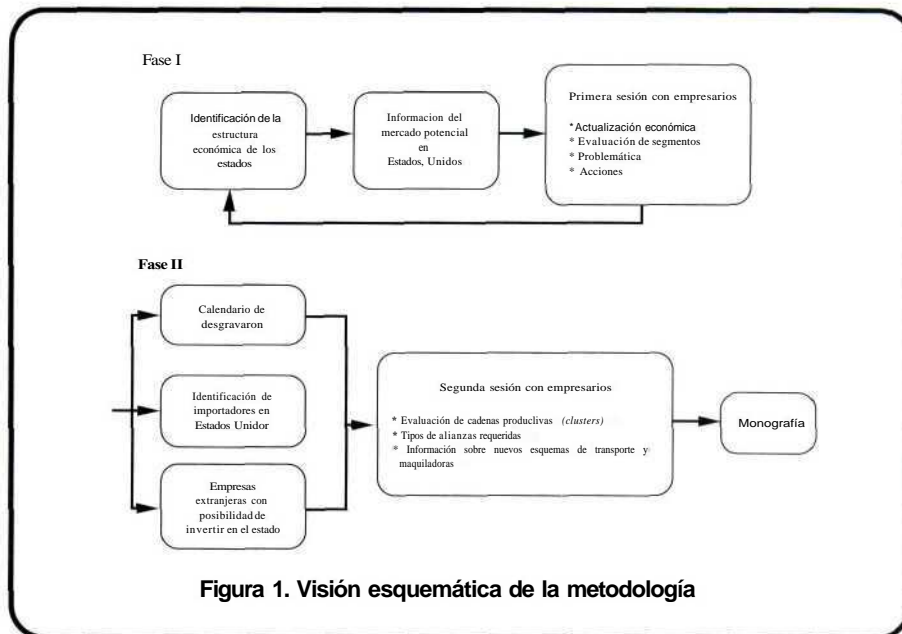 Fase I
Identificación de la
estructura
económica de los
estados
Informacion del
mercado potencial
en
Estados, Unidos
Primera sesión con empresarios
* Actualización económica
* Evaluación de segmentos
* Problemática
* Acciones
Fase II
Calendario de
desgravaron
Identificación de
importadores en
Estados Unidor
Empresas
extranjeras con
posibilidad de
invertir en el estado
Segunda sesión con empresarios
* Evaluación de cadenas produclivas (clusters)
* Tipos de alianzas requeridas
* Información sobre nuevos esquemas de transporte y
maquiladoras
Monografía
Figura 1. Visión esquemática de la metodología